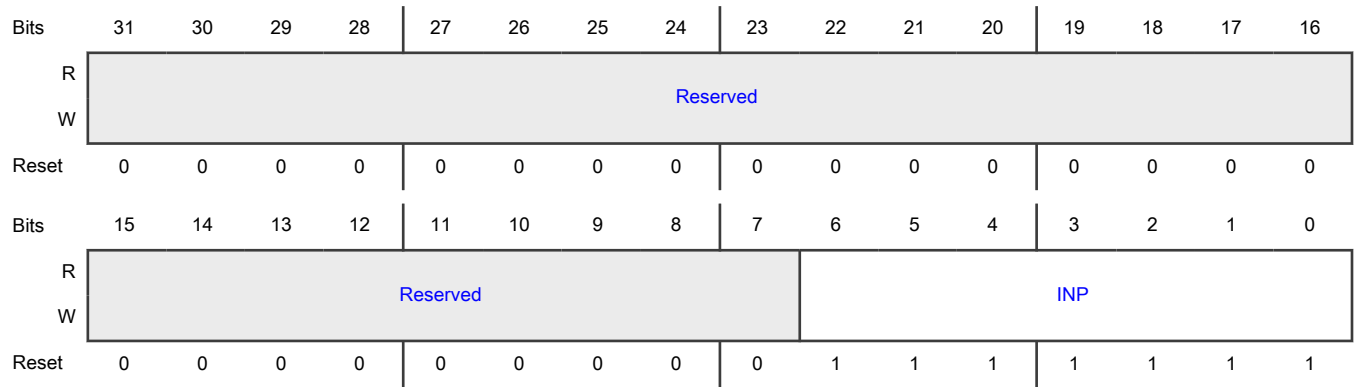 Bits 31 30 29 28 27 26 25 24 23 22 21 20 19 18 17 16
R
Reserved
W
Reset 0 0 0 0 0 0 0 0 0 0 0 0 0 0 0 0
Bits 15 14 13 12 11 10 9 8 7 6 5 4 3 2 1 0
R
Reserved INP
W
Reset 0 0 0 0 0 0 0 0 0 1 1 1 1 1 1 1